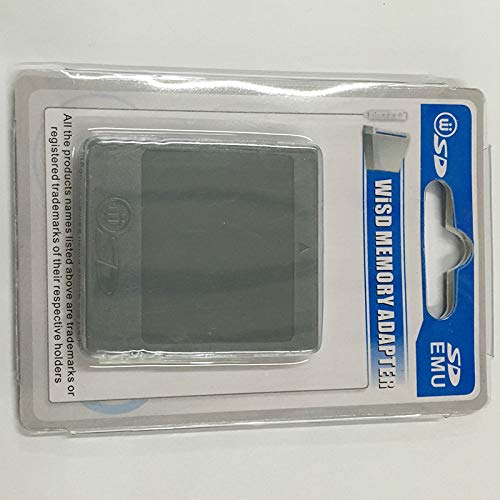 SD
SD
EMU
WiSD MEMORY ADAPTER
All the products names listed above are trademarks or
registered trademarks of their respective holders